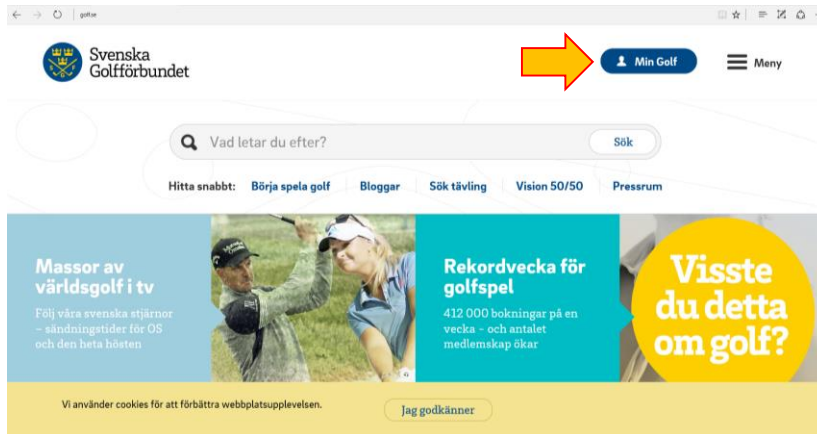 golf.se
Svenska
Golfförbundet
Min Golf
Meny
Vad letar du efter?
Sök
Hitta snabbt: Börja spela golf Bloggar Sök tävling Vision 50/50 Pressrum
Massor av
världsgolf i tv
Följ våra svenska stjärnor
– sändningstider för OS
och den heta hösten
Rekordvecka för
golfspel
412 000 bokningar på en
vecka – och antalet
medlemskap ökar
Visste
du detta
om golf?
Vi använder cookies för att förbättra webbplatsupplevelsen.
Jag godkänner